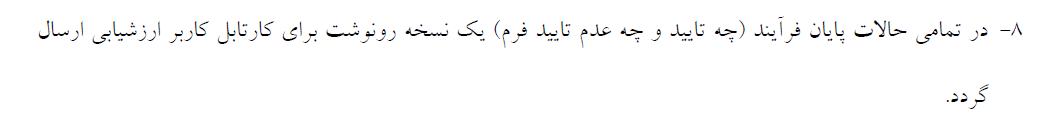 ۸- در تمامی حالات پایان فرآیند (چه تایید و چه عدم تایید فرم) یک نسخه رونوشت برای کارتابل کاربر ارزشیابی ارسال
گردد.